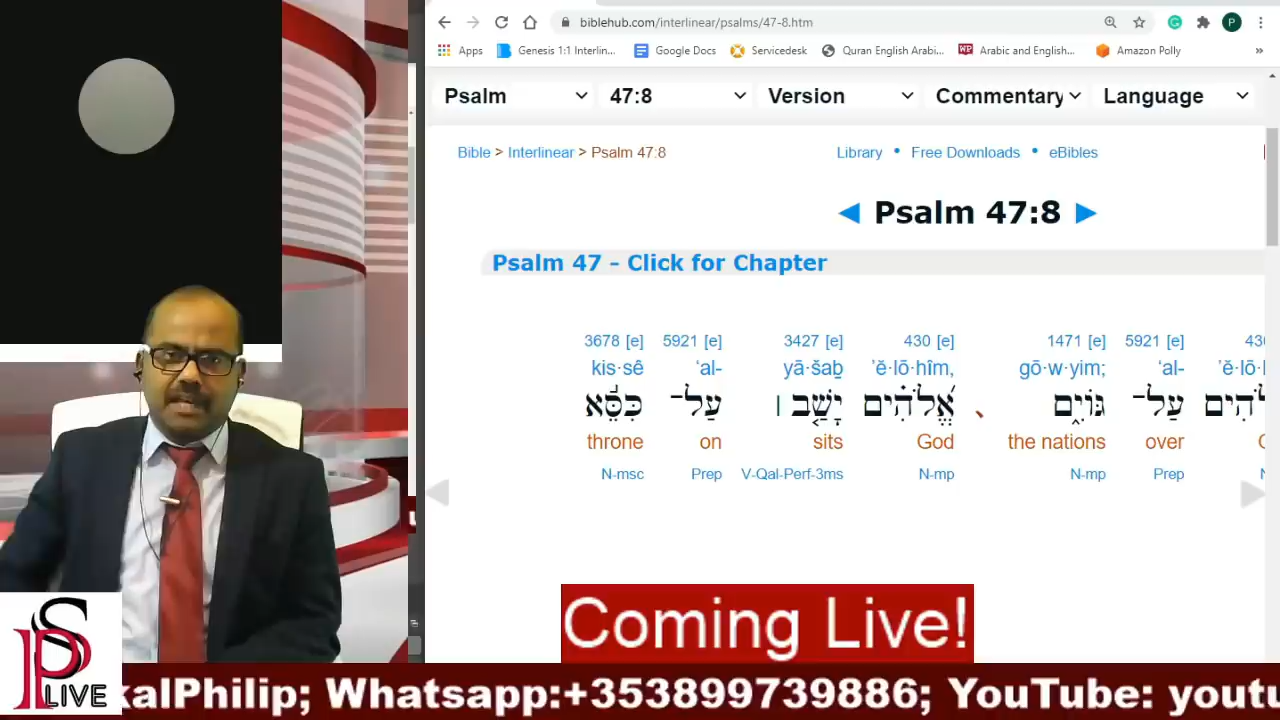 biblehub.com/interlinear/psalms/47-8.htm
P
Apps Genesis 1:1 Interlin... Google Docs Servicedesk Quran English Arabi... WP Arabic and English... Amazon Polly »
Psalm 47:8 Version Commentary Language
Bible > Interlinear > Psalm 47:8 Library • Free Downloads • eBibles
◄ Psalm 47:8 ►
Psalm 47 - Click for Chapter
3678 [e] 5921 [e] 3427 [e] 430 [e] 1471 [e] 5921 [e]
kis·sê ‘al- yā·šaḇ ’ĕ·lō·hîm, gō·w·yim; ‘al-
אֱ֝לֹהִ֗ים יָשַׁ֤ב ׀ עַל־ כִּסֵּ֬א גּוֹיִ֑ם עַל־
throne on sits God the nations over
N-msc Prep V-Qal-Perf-3ms N-mp N-mp Prep
Coming Live!
SP LIVE
kalPhilip; Whatsapp:+353899739886; YouTube: youtu